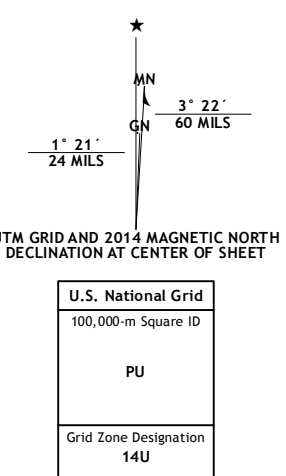 ★
MN
3° 22´
60 MILS
GN
1° 21´
24 MILS
UTM GRID AND 2014 MAGNETIC NORTH
DECLINATION AT CENTER OF SHEET
U.S. National Grid
100,000-m Square ID
PU
Grid Zone Designation
14U